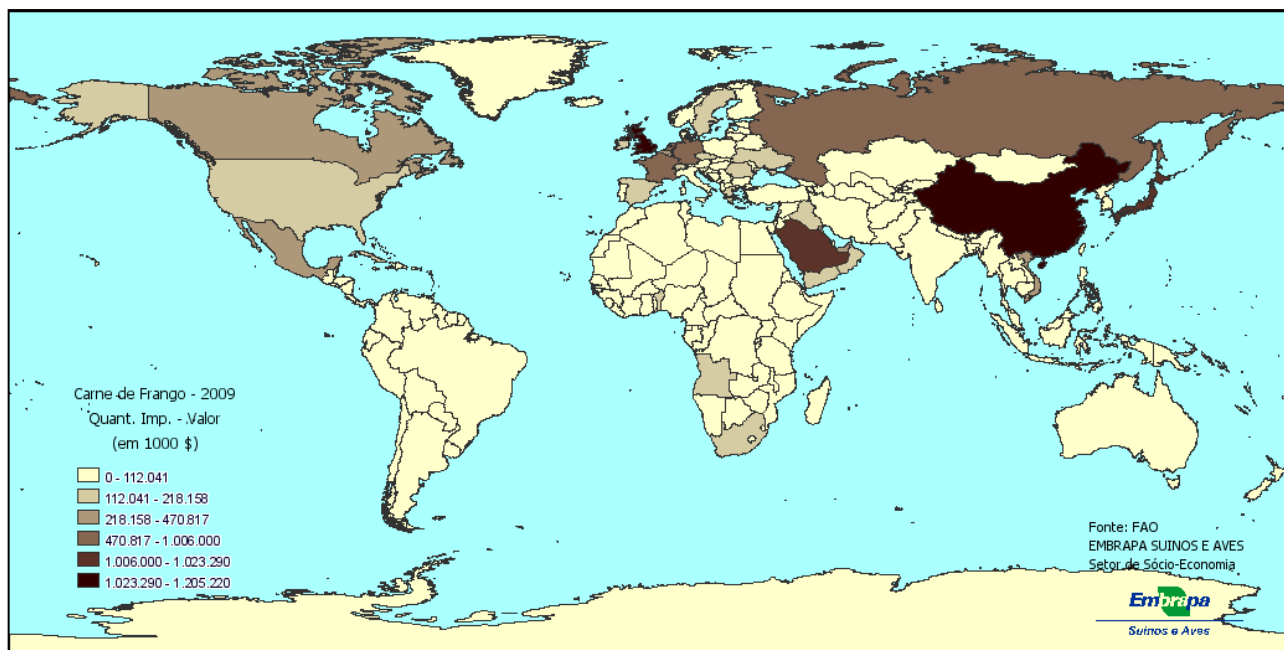 Carne de Frango - 2009
Quant. Imp. - Valor
(em 1000 $)
0 - 112.041
112.041 - 218.158
218.158 - 470.817
470.817 - 1.006.000
1.006.000 - 1.023.290
1.023.290 - 1.205.220
Fonte: FAO
EMBRAPA SUINOS E AVES
Setor de Sócio-Economia
Embrapa
Suínos e Aves